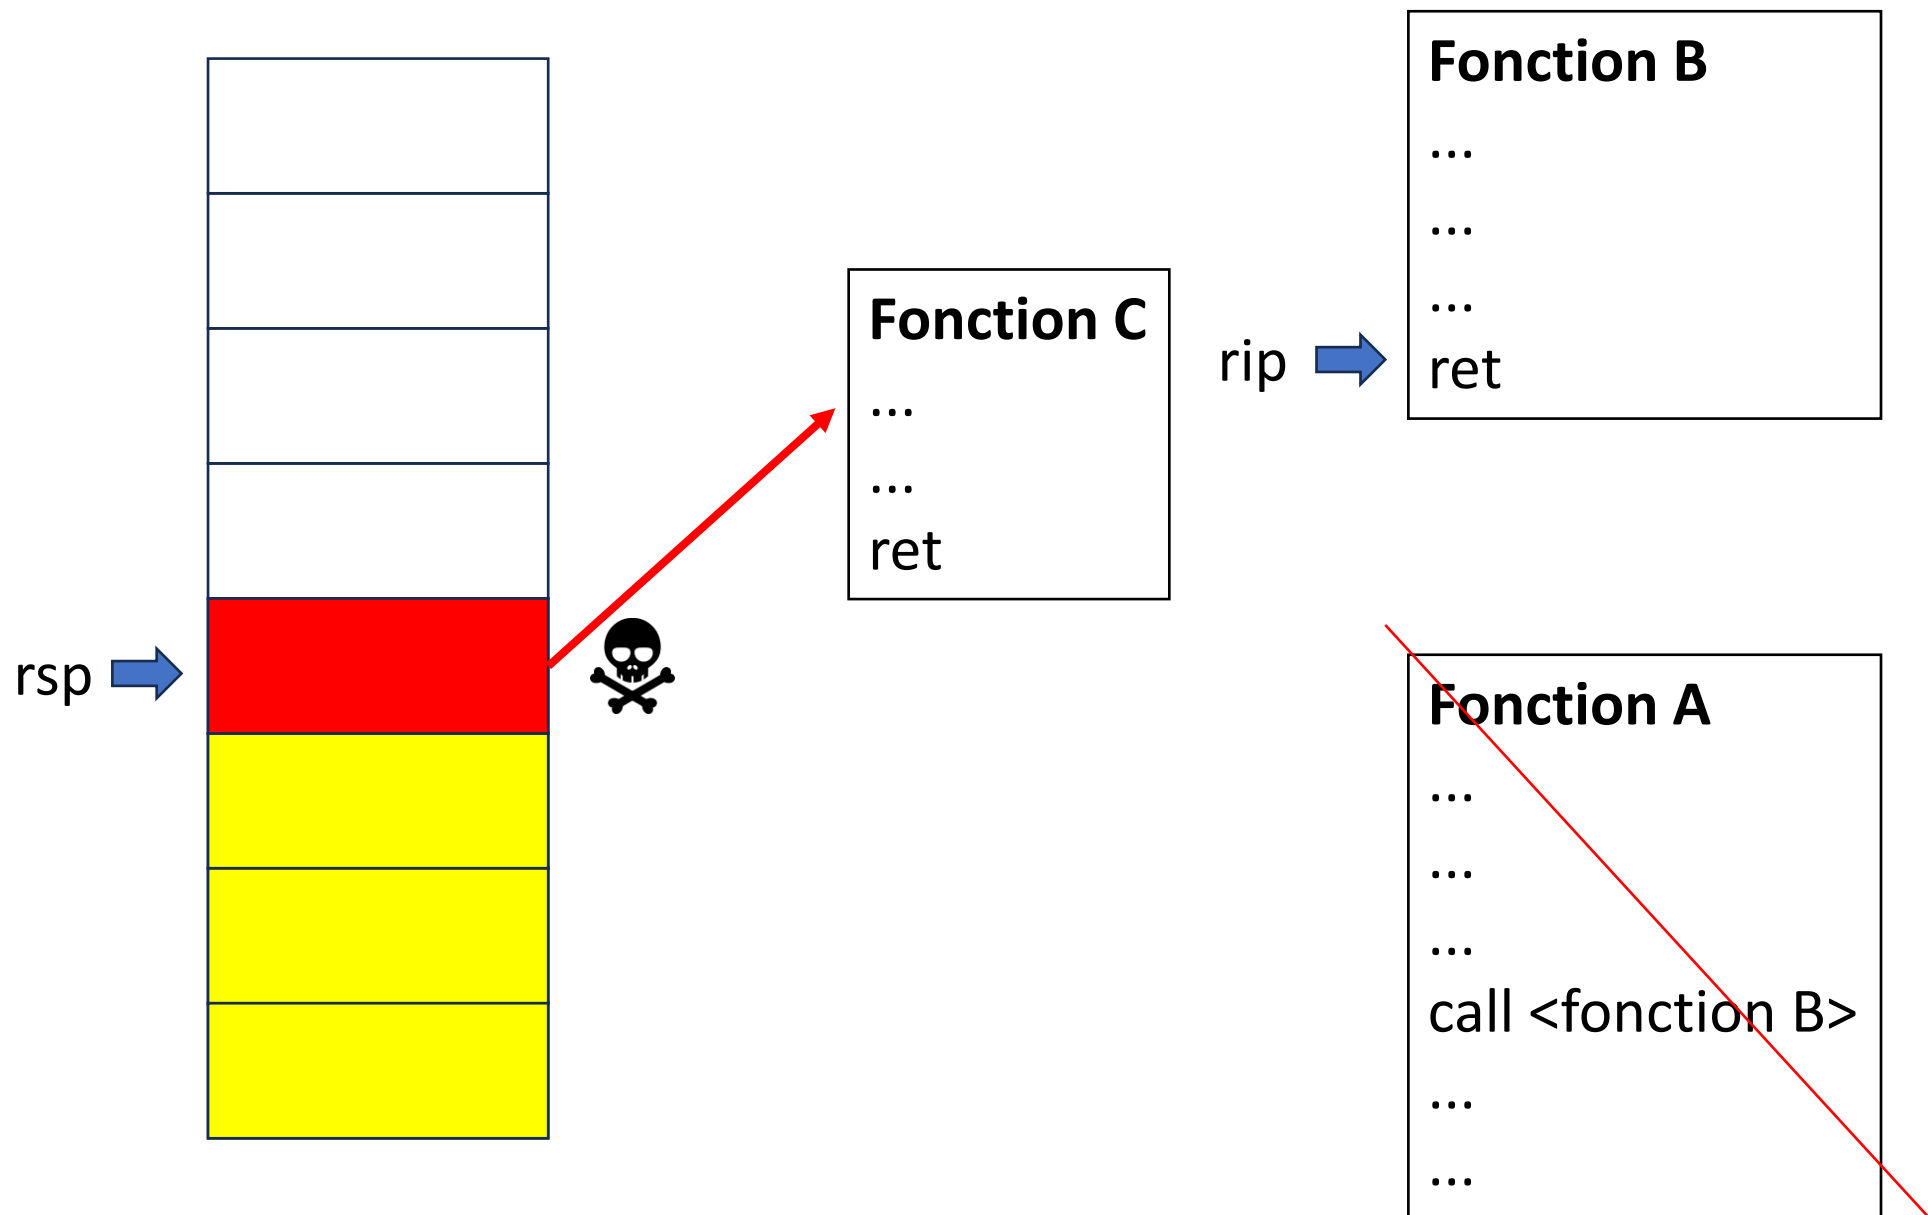 rsp
Fonction C
...
...
ret
rip
Fonction B
...
...
...
ret
Fonction A
...
...
...
call <fonction B>
...
...